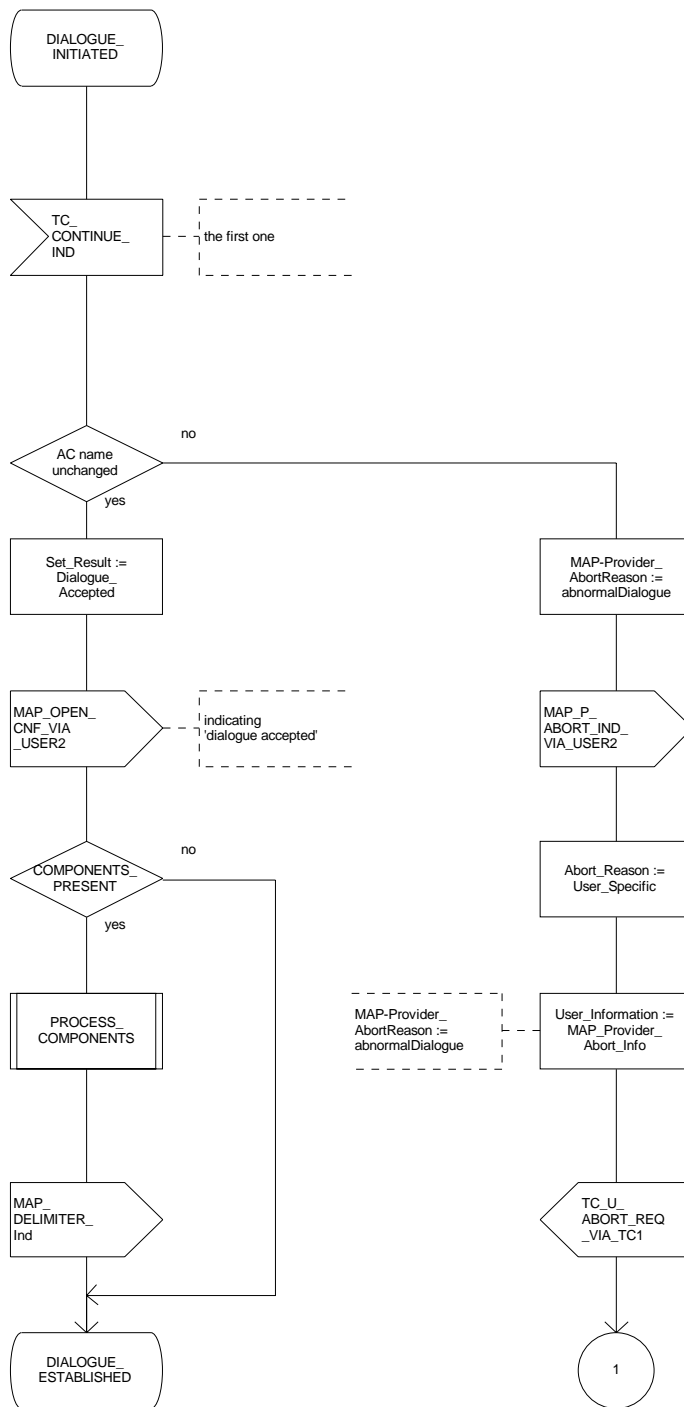 DIALOGUE_
INITIATED
TC_
CONTINUE_
IND
the first one
AC name
unchanged
no
yes
Set_Result :=
Dialogue_
Accepted
MAP-Provider_
AbortReason :=
abnormalDialogue
MAP_OPEN_
CNF_VIA
_USER2
indicating
'dialogue accepted'
MAP_P_
ABORT_IND_
VIA_USER2
COMPONENTS_
PRESENT
no
yes
Abort_Reason :=
User_Specific
PROCESS_
COMPONENTS
MAP-Provider_
AbortReason :=
abnormalDialogue
User_Information :=
MAP_Provider_
Abort_Info
MAP_
DELIMITER_
Ind
TC_U_
ABORT_REQ
_VIA_TC1
DIALOGUE_
ESTABLISHED
1